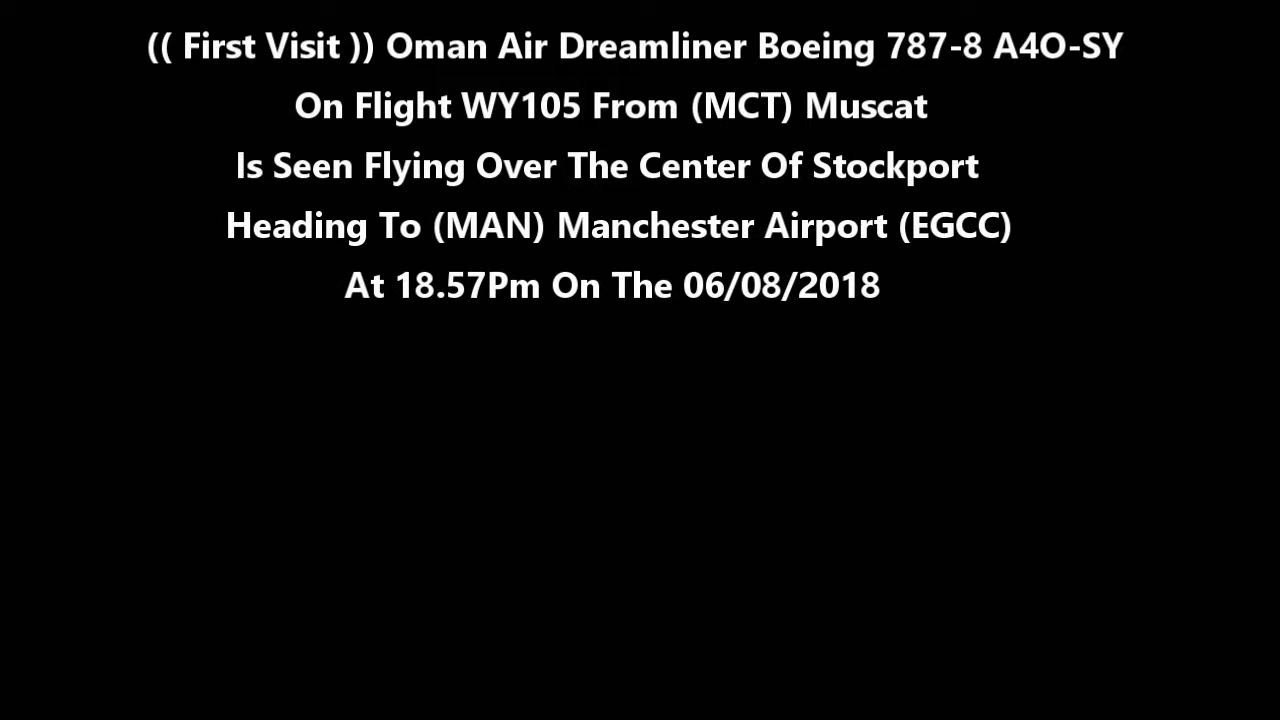 (( First Visit )) Oman Air Dreamliner Boeing 787-8 A4O-SY
On Flight WY105 From (MCT) Muscat
Is Seen Flying Over The Center Of Stockport
Heading To (MAN) Manchester Airport (EGCC)
At 18.57Pm On The 06/08/2018